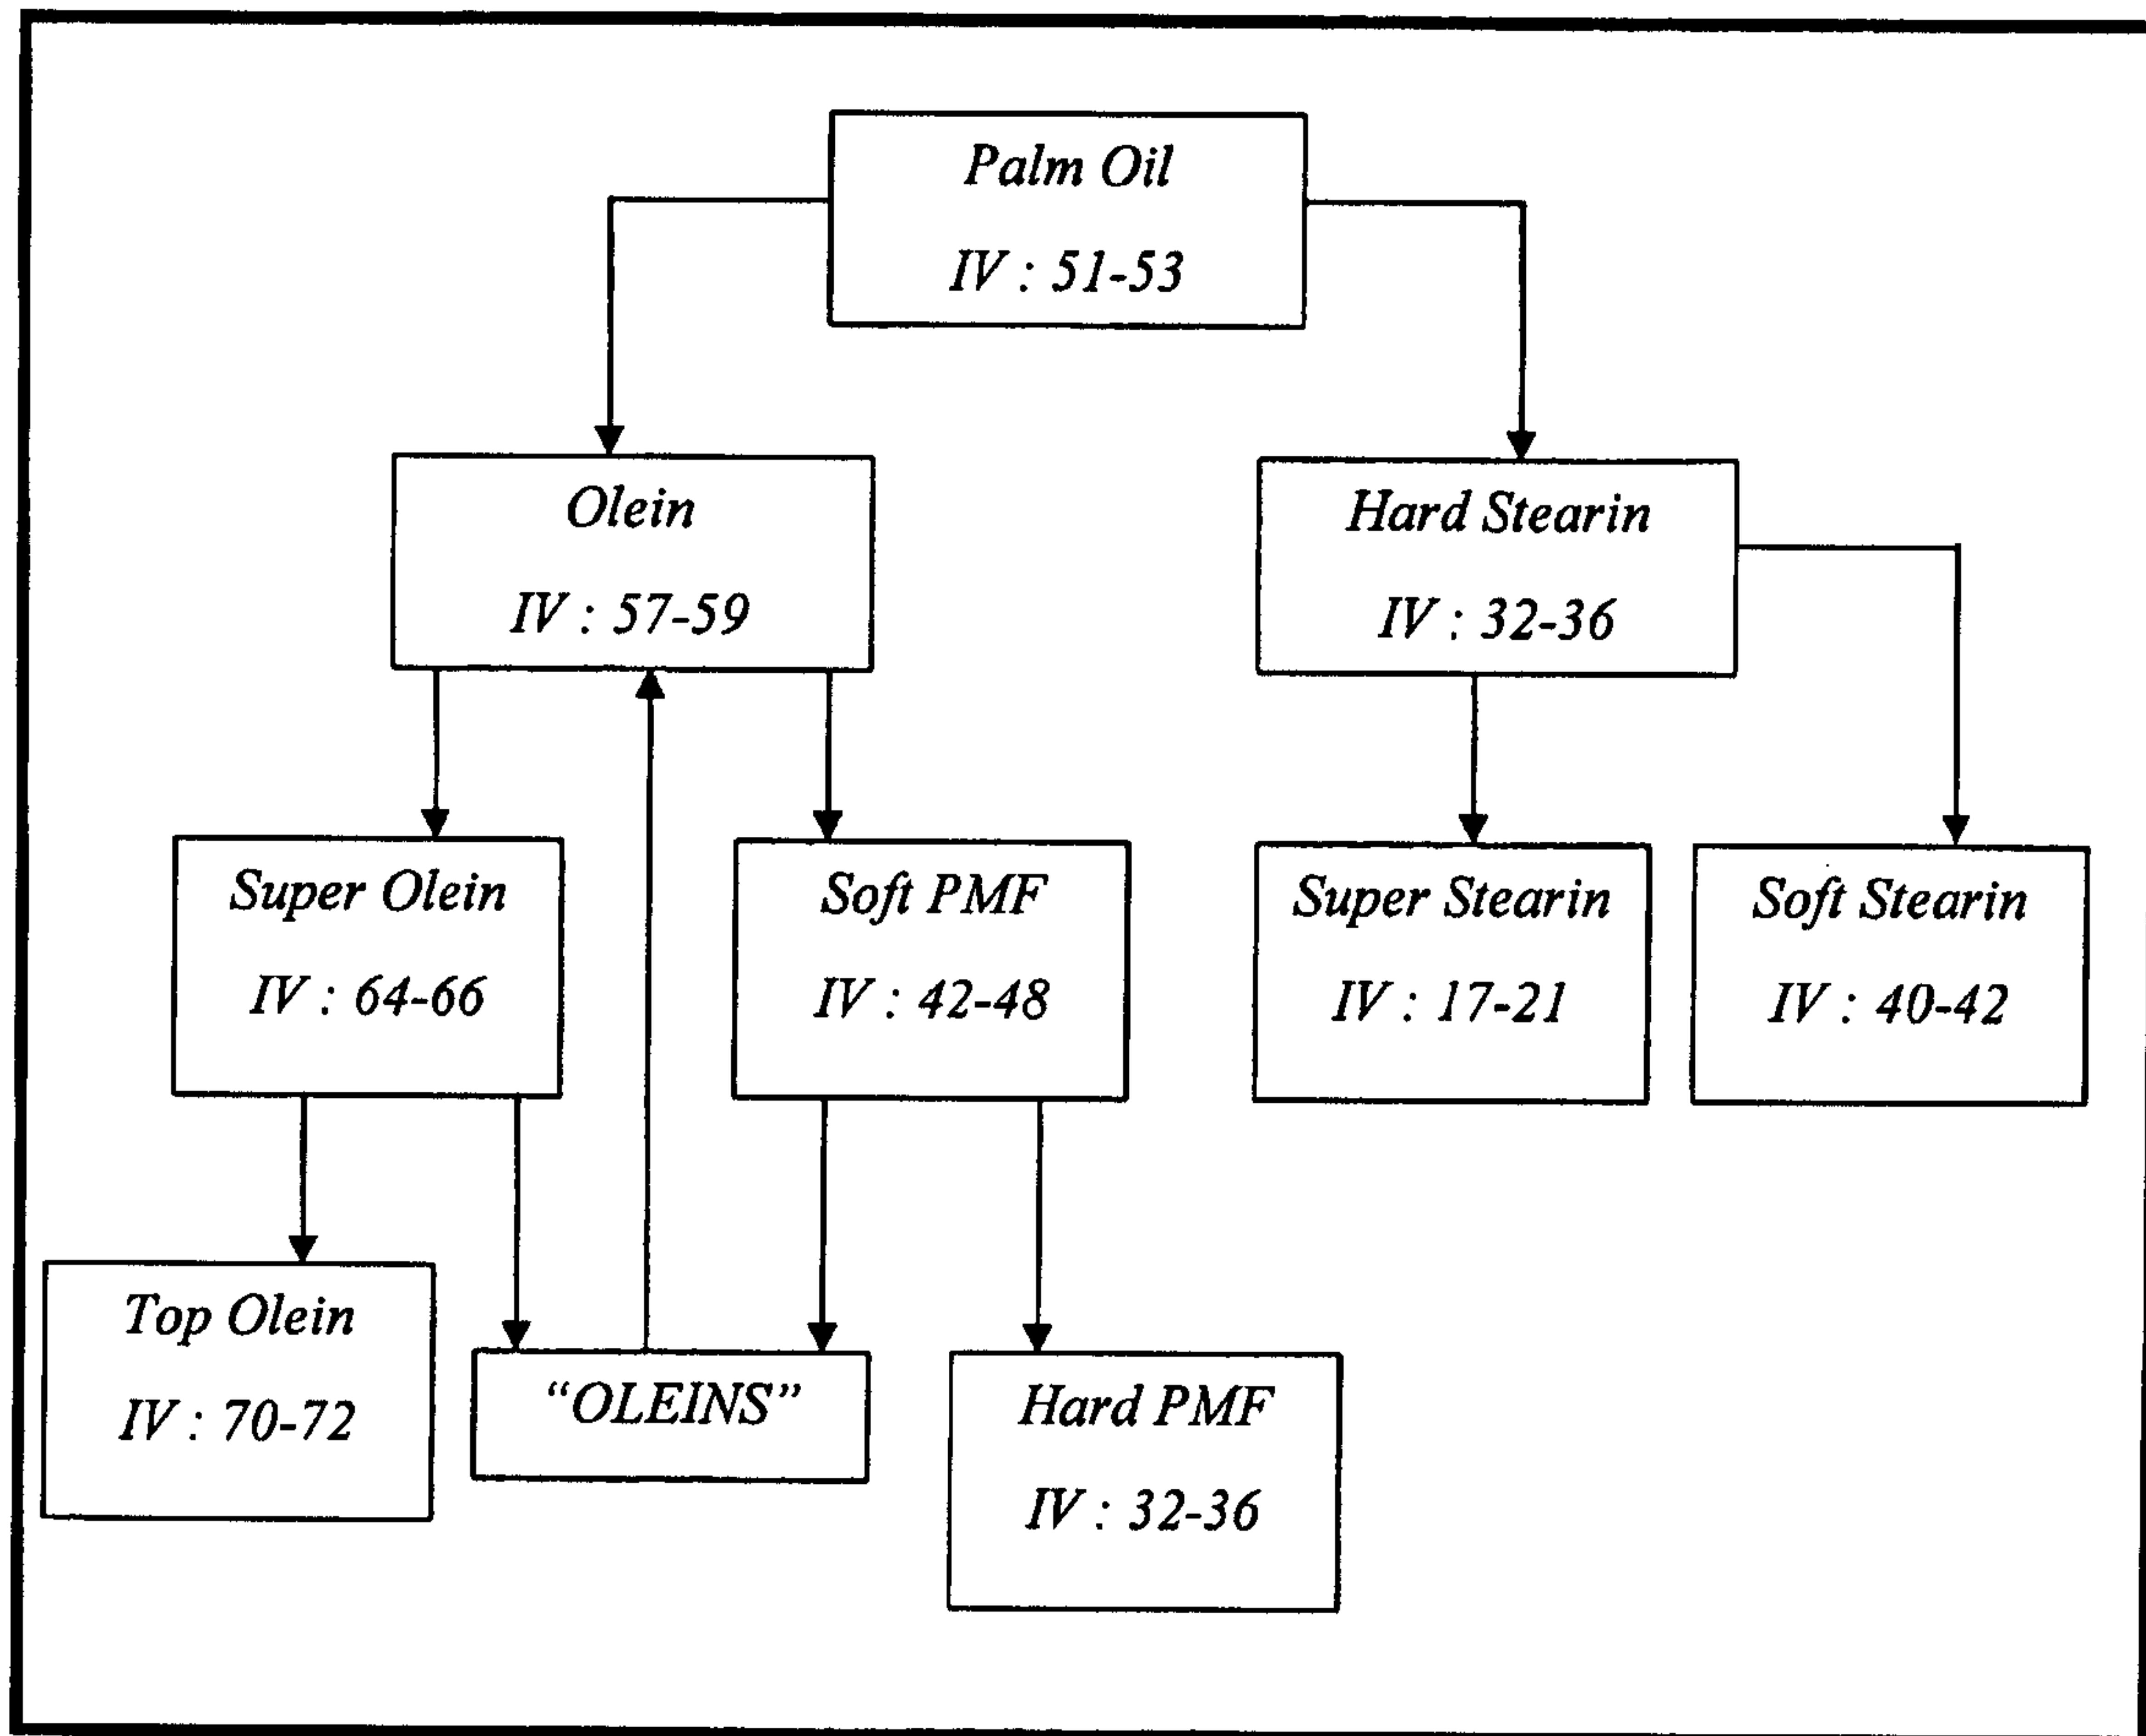 Palm Oil
IV : 51-53
Olein
IV : 57-59
Hard Stearin
IV : 32-36
Super Olein
IV : 64-66
Soft PMF
IV : 42-48
Super Stearin
IV : 17-21
Soft Stearin
IV : 40-42
Top Olein
IV : 70-72
“OLEINS”
Hard PMF
IV : 32-36